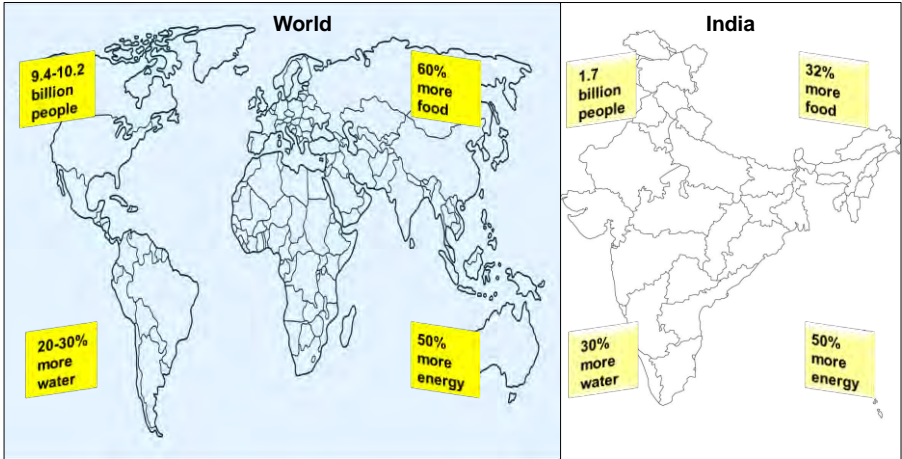 World
9.4-10.2
billion
people
60%
more
food
20-30%
more
water
50%
more
energy
India
1.7
billion
people
32%
more
food
30%
more
water
50%
more
energy